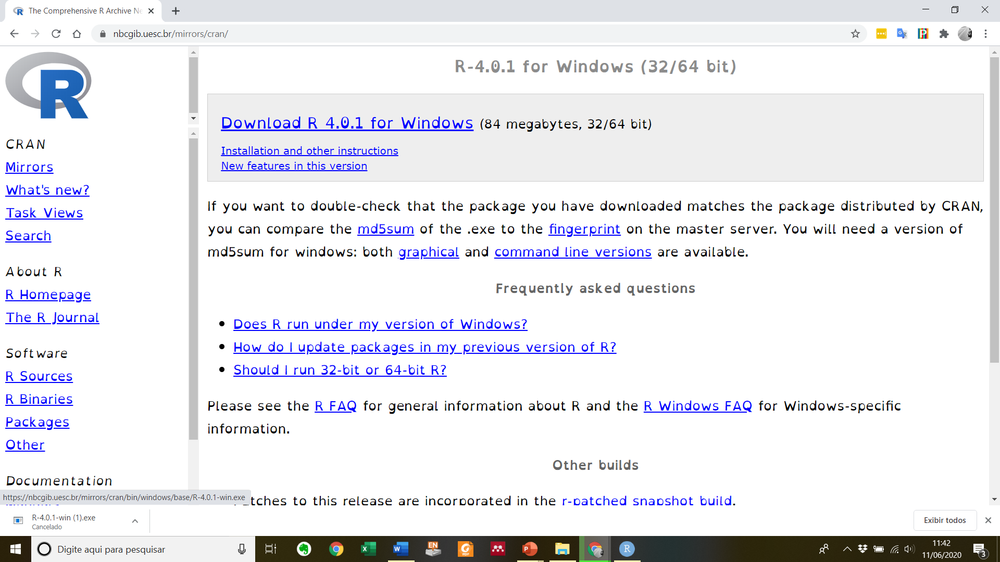 The Comprehensive R Archive Ne
nbcgib.uesc.br/mirrors/cran/
R
CRAN
Mirrors
What's new?
Task Views
Search
About R
R Homepage
The R Journal
Software
R Sources
R Binaries
Packages
Other
Documentation
R-4.0.1 for Windows (32/64 bit)
Download R 4.0.1 for Windows (84 megabytes, 32/64 bit)
Installation and other instructions
New features in this version
If you want to double-check that the package you have downloaded matches the package distributed by CRAN,
you can compare the md5sum of the .exe to the fingerprint on the master server. You will need a version of
md5sum for windows: both graphical and command line versions are available.
Frequently asked questions
Does R run under my version of Windows?
How do I update packages in my previous version of R?
Should I run 32-bit or 64-bit R?
Please see the R FAQ for general information about R and the R Windows FAQ for Windows-specific
information.
Other builds
tches to this release are incorporated in the r-patched snapshot build.
https://nbcgib.uesc.br/mirrors/cran/bin/windows/base/R-4.0.1-win.exe
R-4.0.1-win (1).exe
Cancelado
Exibir todos
Digite aqui para pesquisar
EN
PDF
P
R
11:42
11/06/2020
3